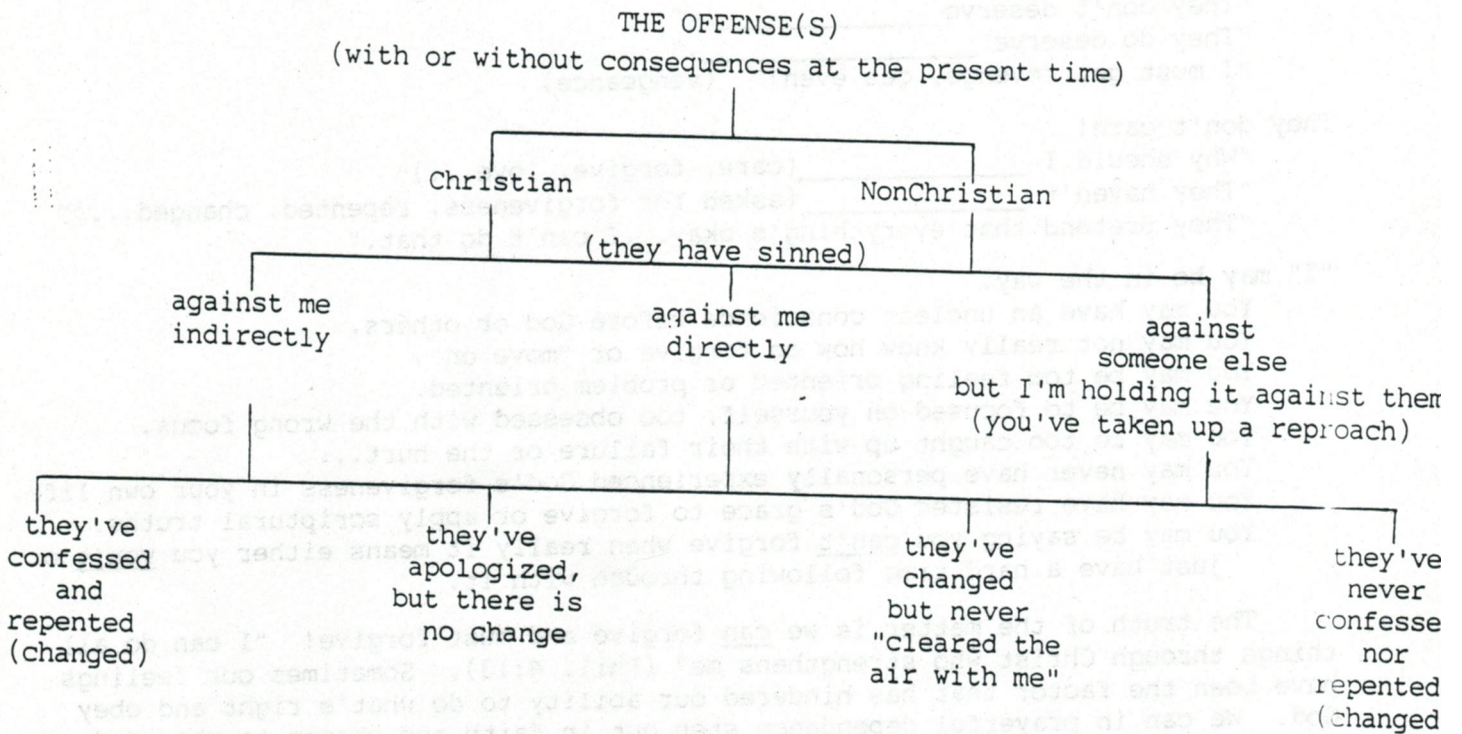 THE OFFENSE(S)
(with or without consequences at the present time)
Christian
NonChristian
(they have sinned)
against me
indirectly
against me
directly
against
someone else
but I'm holding it against them
(you've taken up a reproach)
they've
confessed
and
repented
(changed)
they've
apologized,
but there is
no change
they've
changed
but never
"cleared the
air with me"
they've
never
confesse
nor
repented
(changed